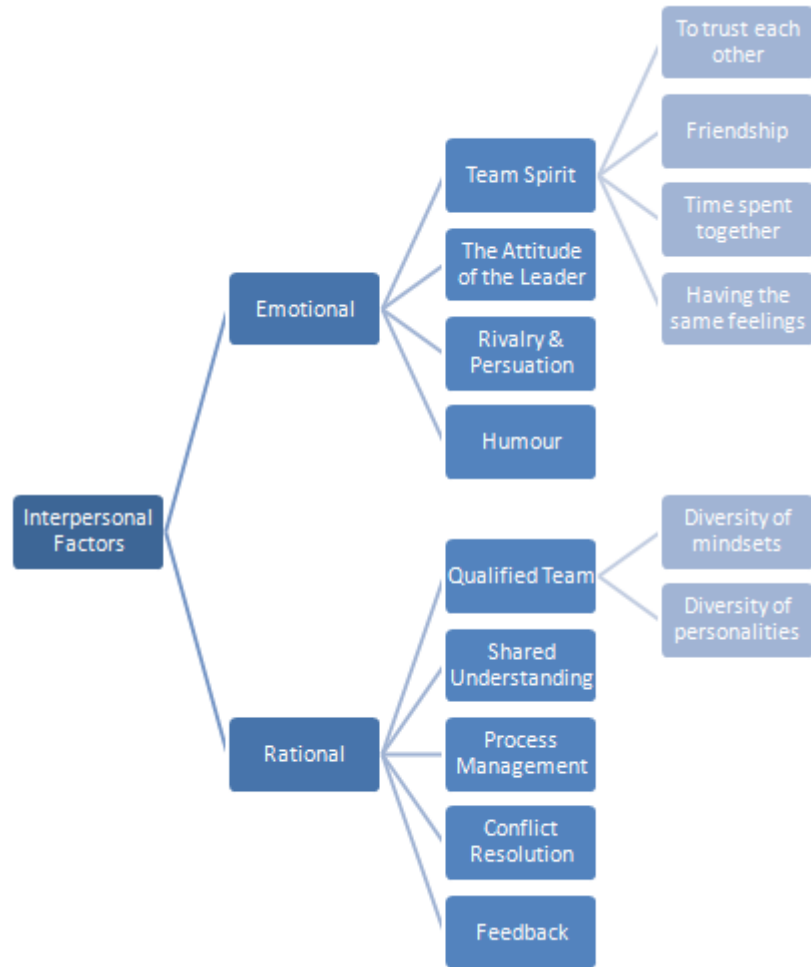 To trust each
other
Friendship
Team Spirit
Time spent
together
The Attitude
of the Leader
Having the
same feelings
Emotional
Rivalry &
Persuation
Humour
Interpersonal
Factors
Diversity of
mindsets
Qualified Team
Diversity of
personalities
Shared
Understanding
Rational
Process
Management
Conflict
Resolution
Feedback